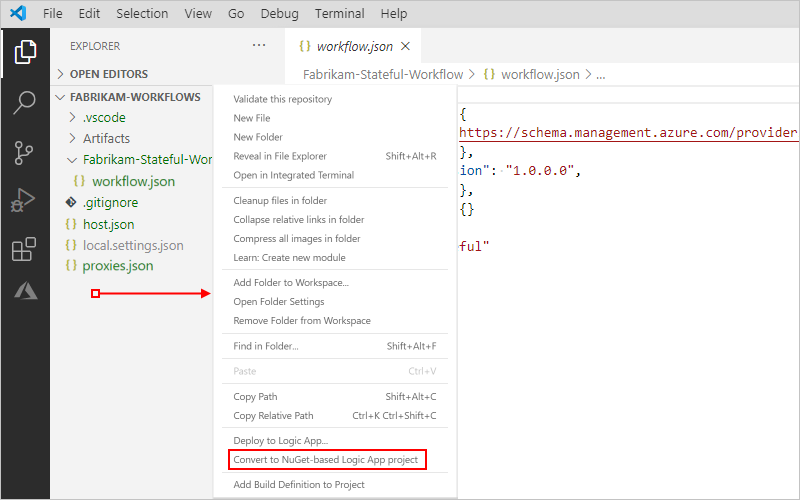 File Edit Selection View Go Debug Terminal Help
EXPLORER ...
workflow.json
OPEN EDITORS
Fabrikam-Stateful-Workflow > {} workflow.json > ...
FABRIKAM-WORKFLOWS
.vscode
Artifacts
Fabrikam-Stateful-Wor
{} workflow.json
.gitignore
{} host.json
{} local.settings.json
{} proxies.json
Validate this repository
New File
New Folder
Reveal in File Explorer Shift+Alt+R
Open in Integrated Terminal
Cleanup files in folder
Collapse relative links in folder
Compress all images in folder
Learn: Create new module
Add Folder to Workspace...
Open Folder Settings
Remove Folder from Workspace
Find in Folder... Shift+Alt+F
Paste Ctrl+V
Copy Path Shift+Alt+C
Copy Relative Path Ctrl+K Ctrl+Shift+C
Deploy to Logic App...
Convert to NuGet-based Logic App project
Add Build Definition to Project
{
https://schema.management.azure.com/provider
},
ion": "1.0.0.0",
},
{}
ful"